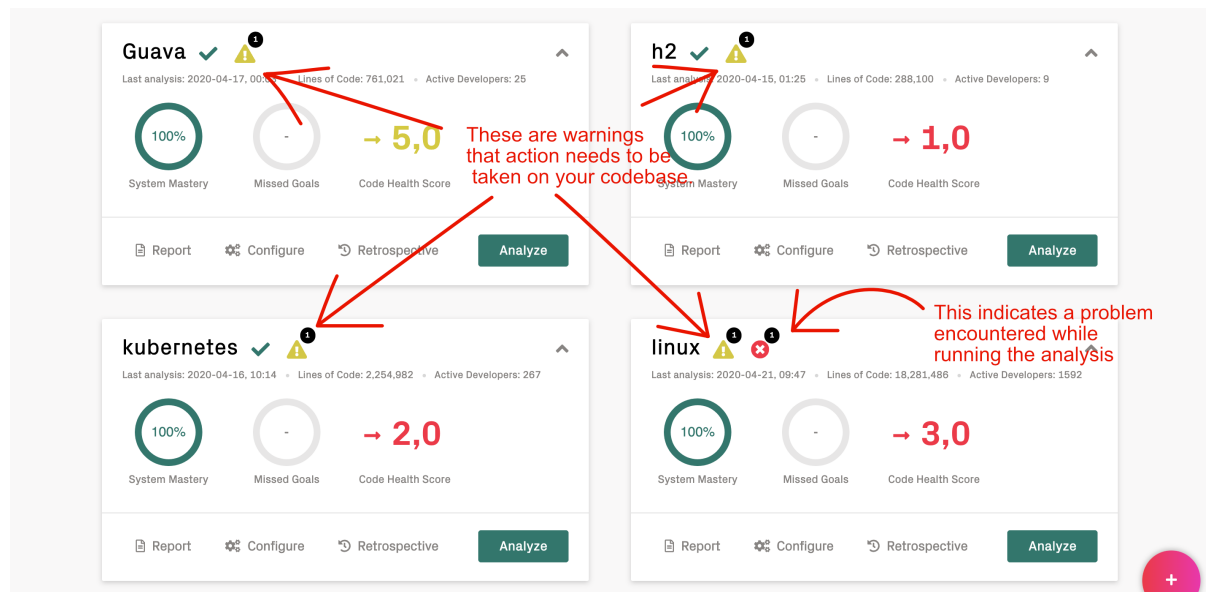 Guava 1
Last analysis: 2020-04-17, Lines of Code: 761,021 Active Developers: 25
100% - → 5,0
System Mastery Missed Goals Code Health Score
Report Configure Retrospective Analyze
h2 1
Last analysis: 2020-04-15, 01:25 Lines of Code: 288,100 Active Developers: 9
100% - → 1,0
System Mastery Missed Goals Code Health Score
Report Configure Retrospective Analyze
These are warnings
that action needs to be
taken on your codebase.
kubernetes 1
Last analysis: 2020-04-16, 10:14 Lines of Code: 2,254,982 Active Developers: 267
100% - → 2,0
System Mastery Missed Goals Code Health Score
Report Configure Retrospective Analyze
linux 1 1
Last analysis: 2020-04-21, 09:47 Lines of Code: 18,281,486 Active Developers: 1592
100% - → 3,0
System Mastery Missed Goals Code Health Score
Report Configure Retrospective Analyze
This indicates a problem
encountered while
running the analysis
+